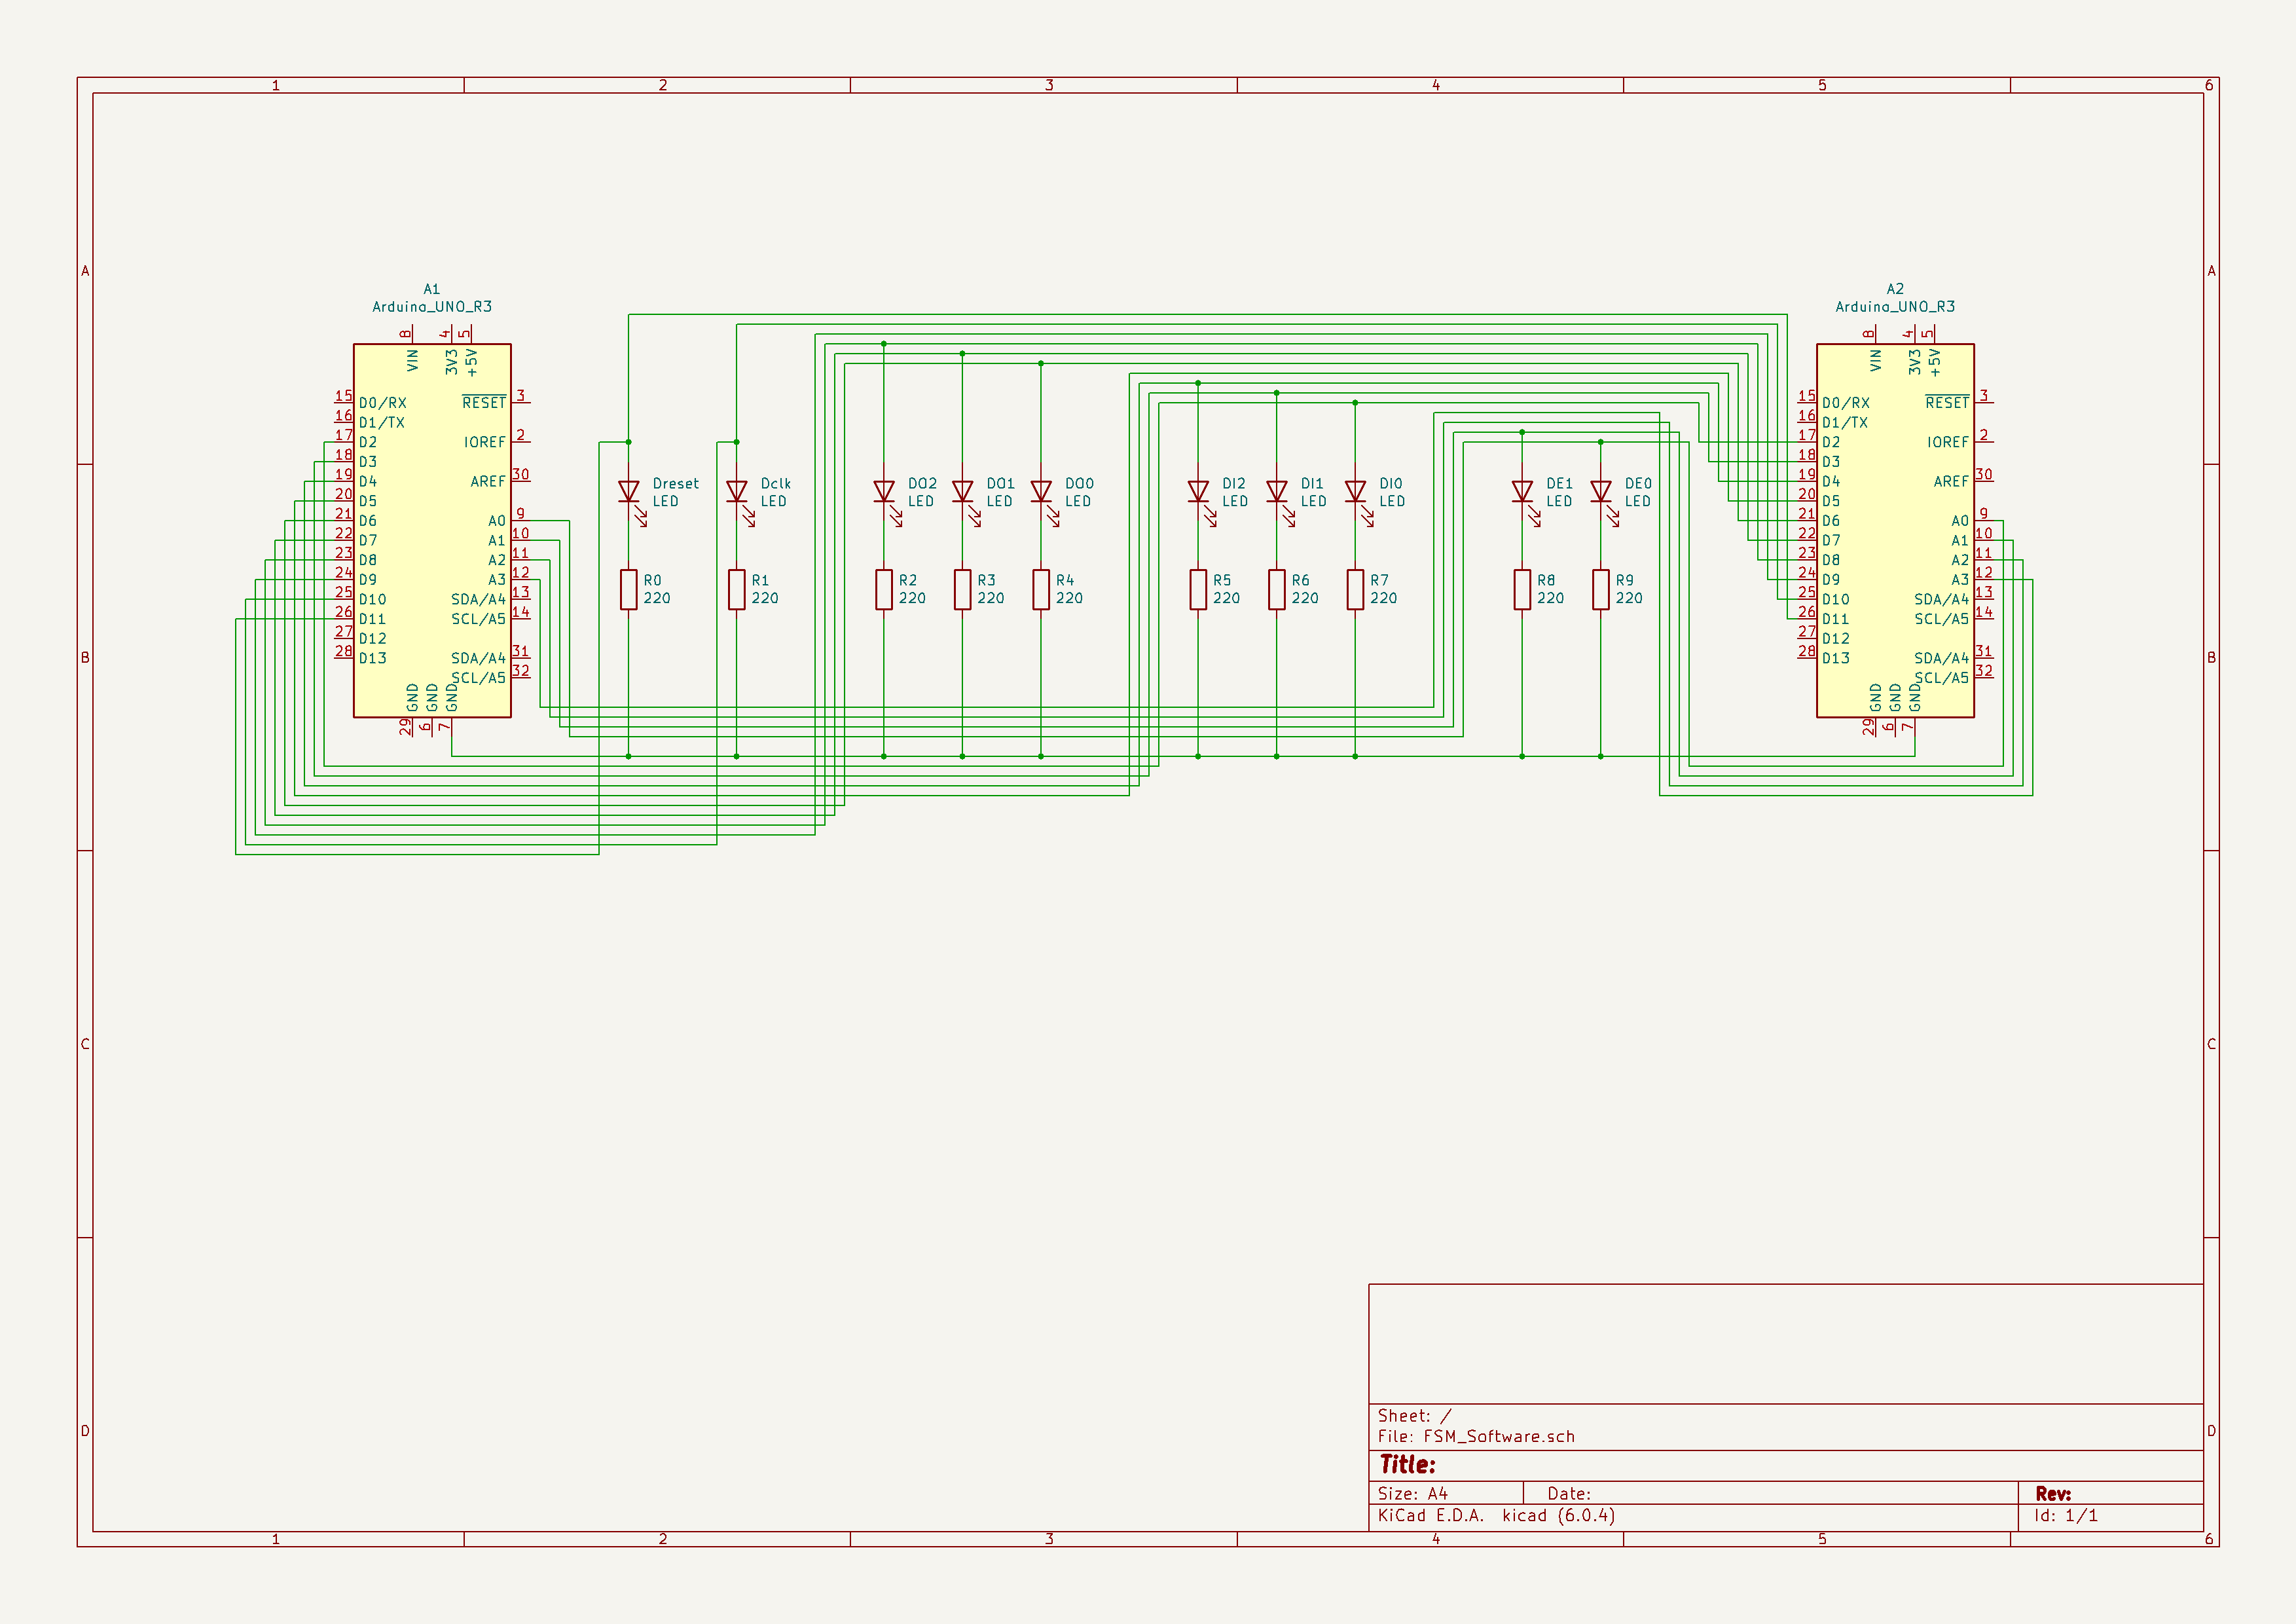 1 2 3 4 5 6
A A
A1
Arduino_UNO_R3
A2
Arduino_UNO_R3
8 4 5
8 4 5
VIN 3V3 +5V
VIN 3V3 +5V
15 D0/RX RESET 3
16 D1/TX
17 D2 IOREF 2
18 D3
19 D4 AREF 30
20 D5
21 D6 A0 9
22 D7 A1 10
23 D8 A2 11
24 D9 A3 12
25 D10 SDA/A4 13
26 D11 SCL/A5 14
27 D12
28 D13 SDA/A4 31
SCL/A5 32
GND GND GND
29 6 7
Dreset Dclk DO2 DO1 DO0 DI2 DI1 DI0 DE1 DE0
LED LED LED LED LED LED LED LED LED LED
R0 R1 R2 R3 R4 R5 R6 R7 R8 R9
220 220 220 220 220 220 220 220 220 220
15 D0/RX RESET 3
16 D1/TX
17 D2 IOREF 2
18 D3
19 D4 AREF 30
20 D5
21 D6 A0 9
22 D7 A1 10
23 D8 A2 11
24 D9 A3 12
25 D10 SDA/A4 13
26 D11 SCL/A5 14
27 D12
28 D13 SDA/A4 31
SCL/A5 32
GND GND GND
29 6 7
B B
C C
D D
Sheet: /
File: FSM_Software.sch
Title:
Size: A4 Date: Rev:
KiCad E.D.A. kicad (6.0.4) Id: 1/1
1 2 3 4 5 6